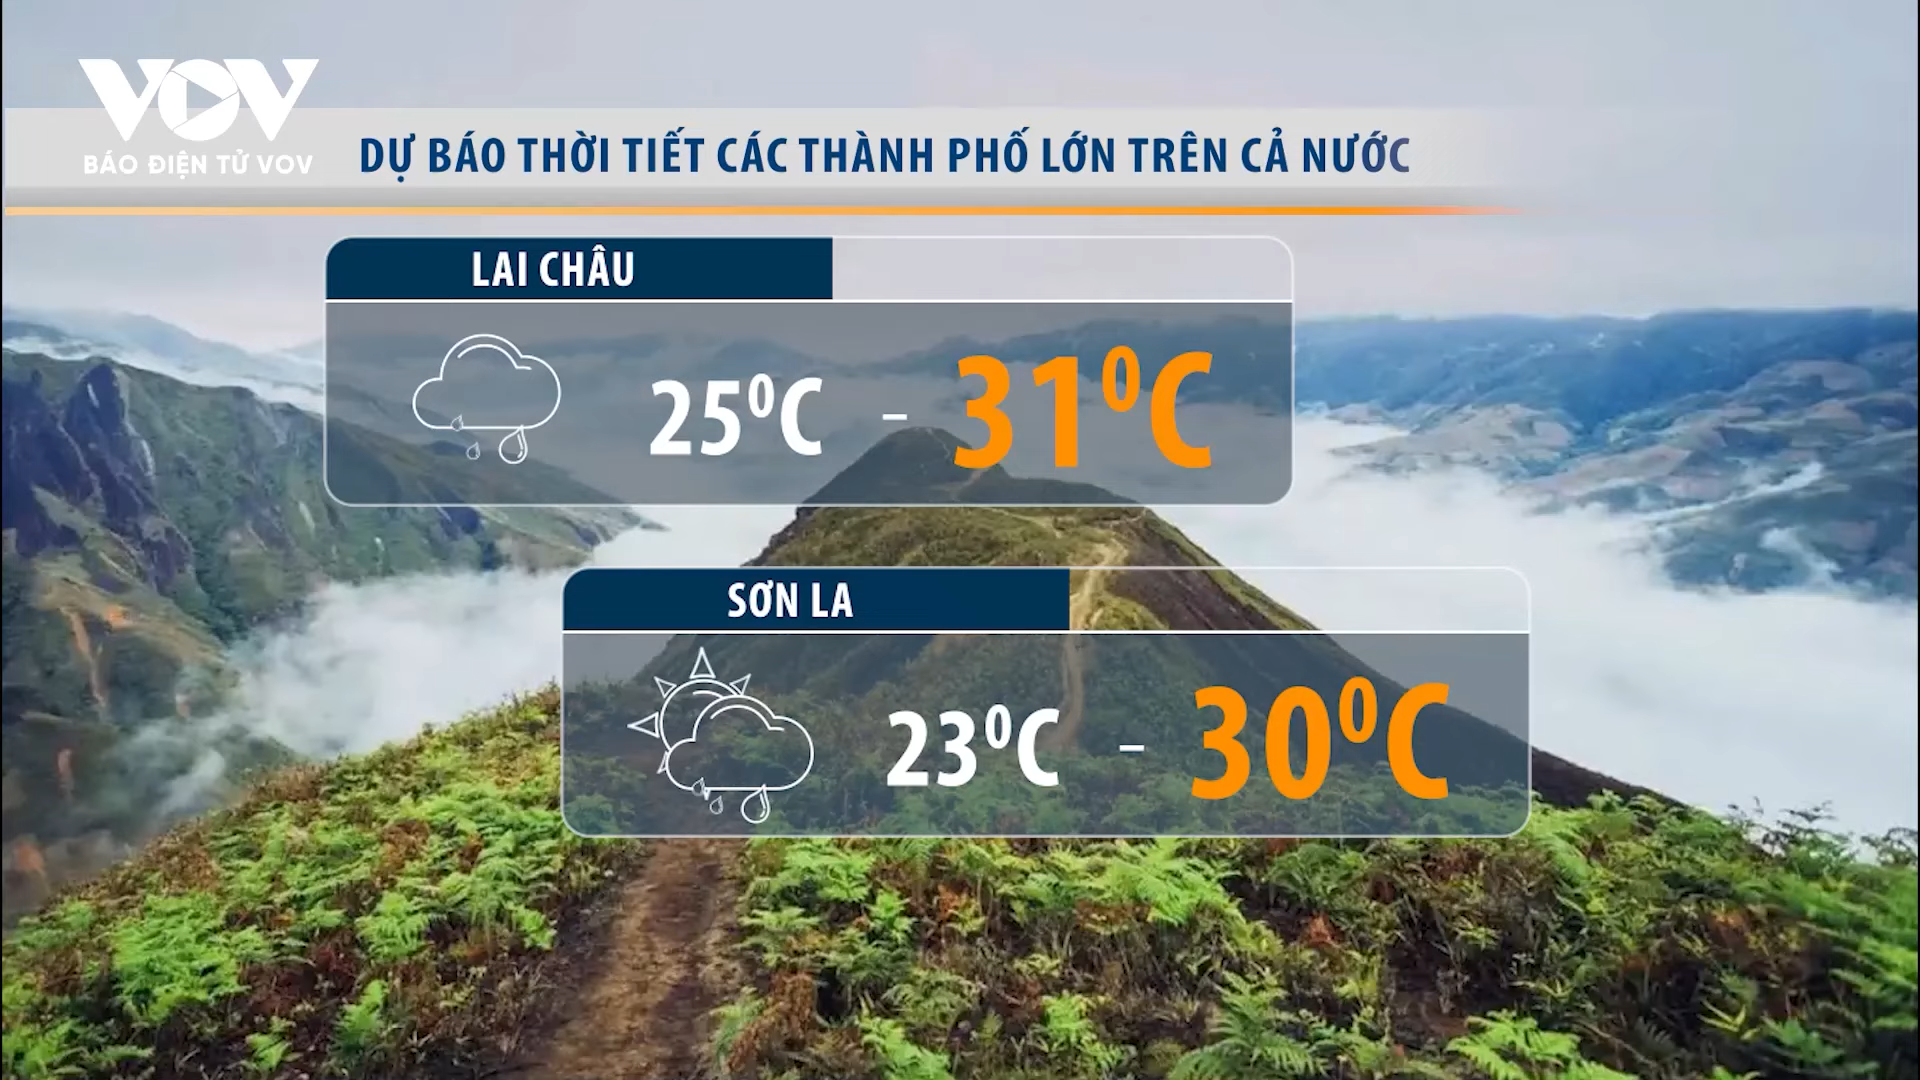 VOV
BÁO ĐIỆN TỬ VOV
DỰ BÁO THỜI TIẾT CÁC THÀNH PHỐ LỚN TRÊN CẢ NƯỚC
LAI CHÂU
25⁰C - 31⁰C
SƠN LA
23⁰C - 30⁰C